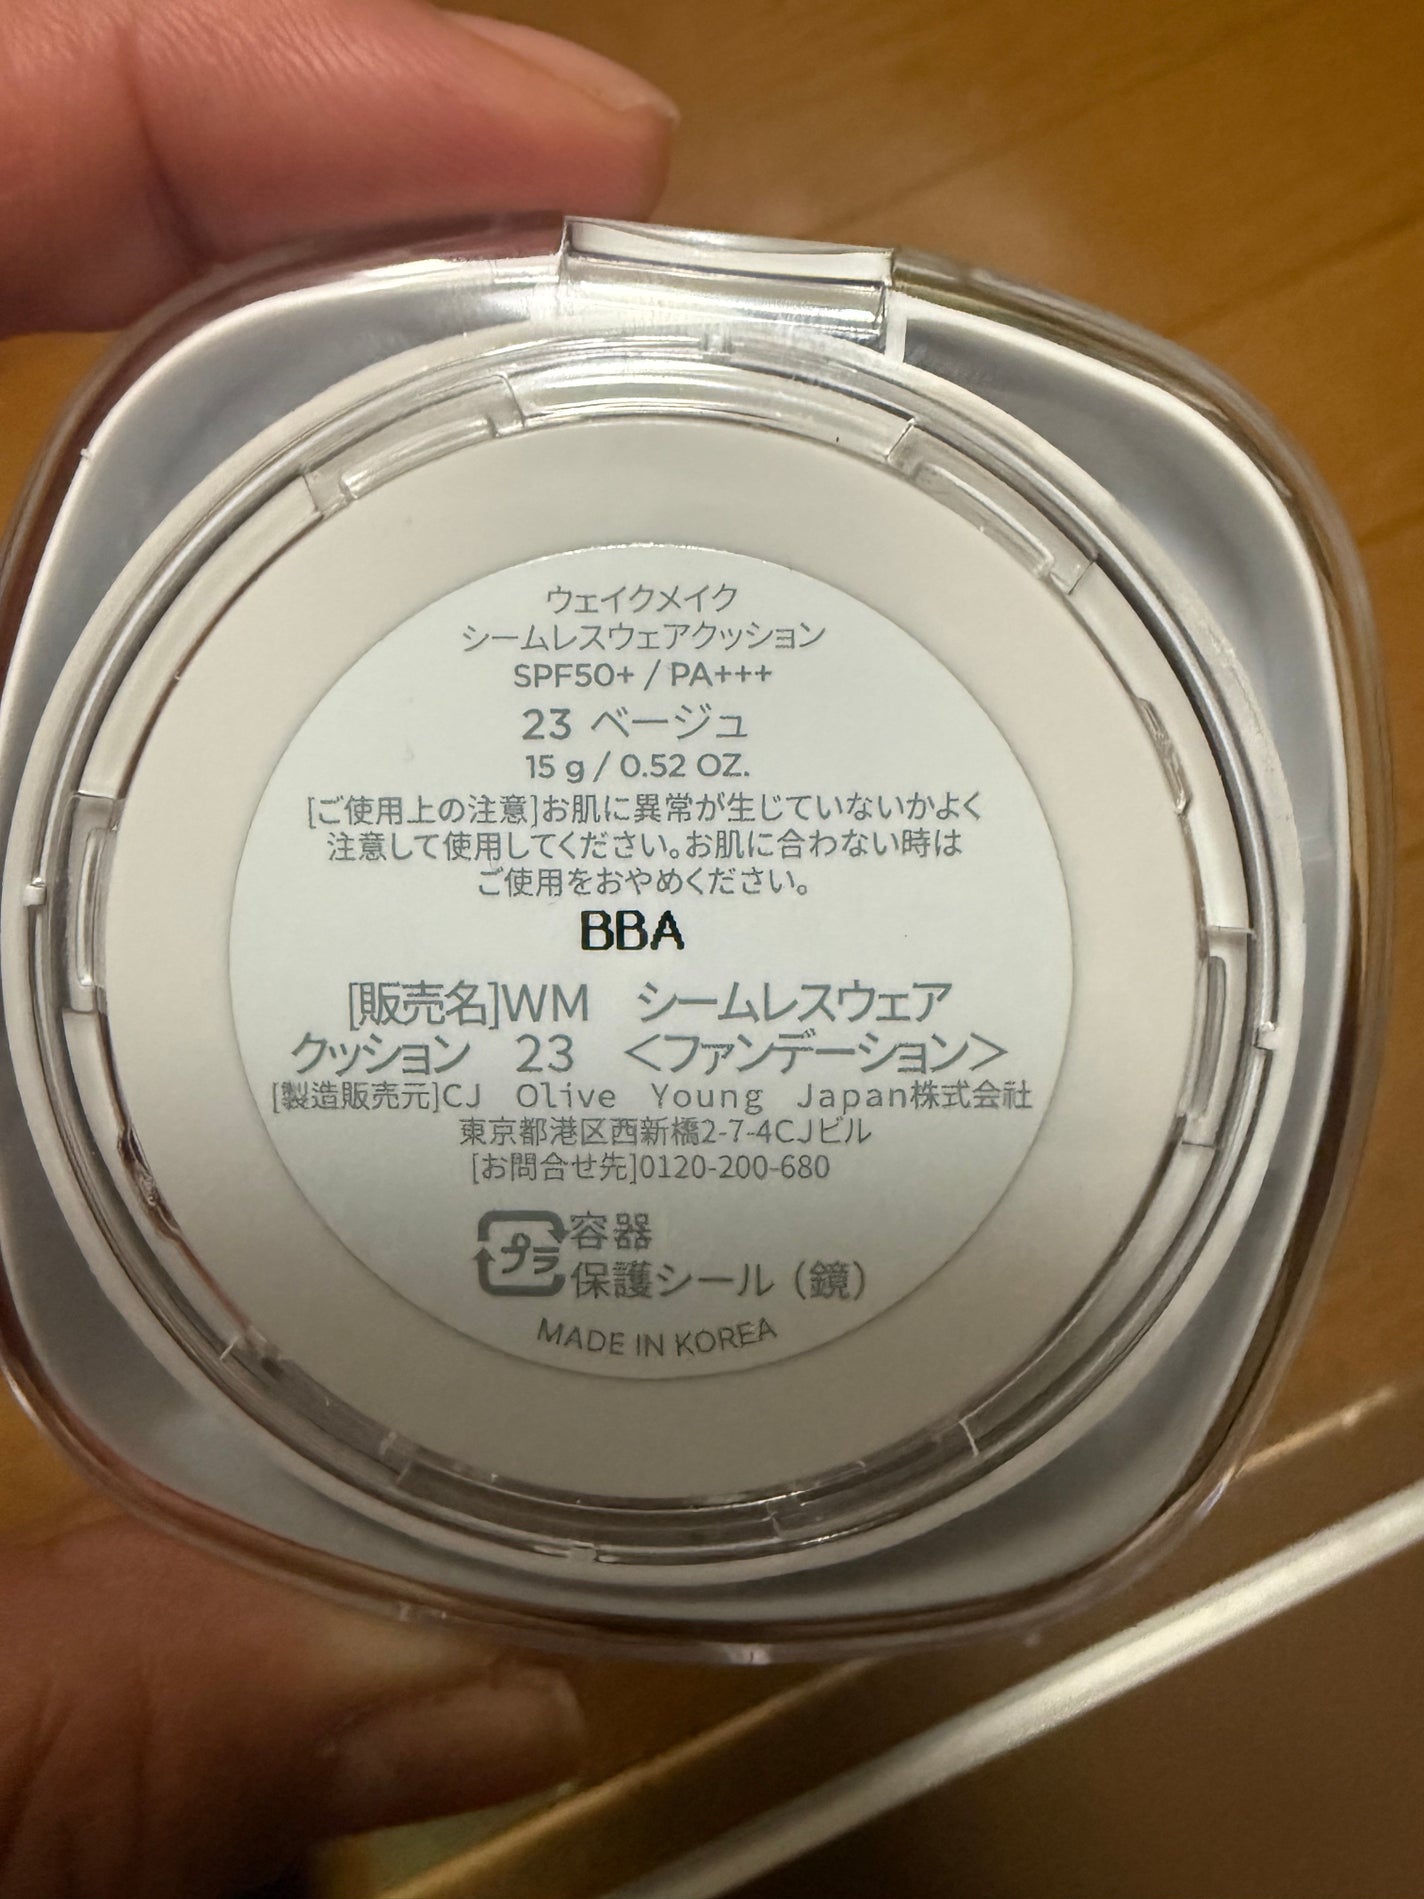 ウェイクメイク
シームレスウェアクッション
SPF50+ / PA+++
23 ベージュ
15 g / 0.52 OZ.
[ご使用上の注意]お肌に異常が生じていないかよく
注意して使用してください。お肌に合わない時は
ご使用をおやめください。
BBA
[販売名]WM　シームレスウェア
クッション　23　＜ファンデーション＞
[製造販売元]CJ　Olive　Young　Japan株式会社
東京都港区西新橋2-7-4CJビル
[お問合せ先]0120-200-680
プラ 容器
保護シール（鏡）
MADE IN KOREA